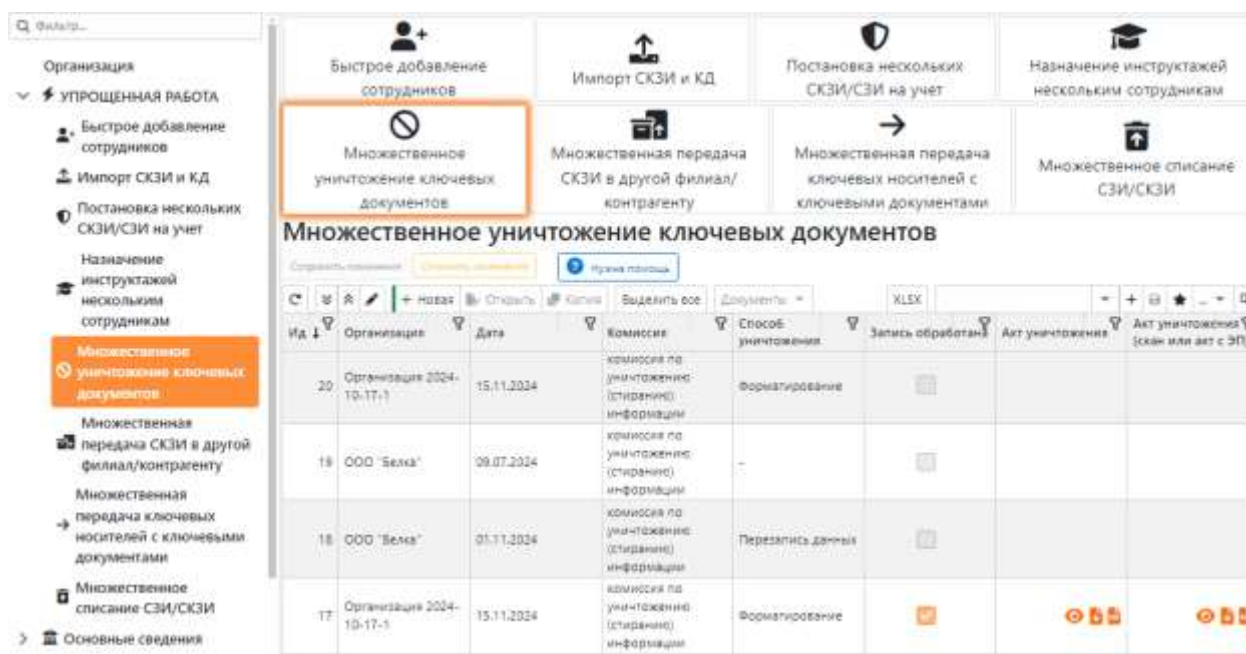 Фильтр...
Организация
УПРОЩЕННАЯ РАБОТА
Быстрое добавление
сотрудников
Импорт СКЗИ и КД
Постановка нескольких
СКЗИ/СЗИ на учет
Назначение
инструктажей
нескольким
сотрудникам
Множественное
уничтожение ключевых
документов
Множественная
передача СКЗИ в другой
филиал/контрагенту
Множественная
передача ключевых
носителей с ключевыми
документами
Множественное
списание СЗИ/СКЗИ
Основные сведения
Быстрое добавление
сотрудников
Импорт СКЗИ и КД
Постановка нескольких
СКЗИ/СЗИ на учет
Назначение инструктажей
нескольким сотрудникам
Множественное
уничтожение ключевых
документов
Множественная передача
СКЗИ в другой филиал/
контрагенту
Множественная передача
ключевых носителей с
ключевыми документами
Множественное списание
СЗИ/СКЗИ
Множественное уничтожение ключевых документов
Сохранить изменения Отменить изменения Нужна помощь
+ Новая Открыть Копия Выделить все Документы XLSX
Ид Организация Дата Комиссия Способ
уничтожения Запись обработана Акт уничтожения Акт уничтожения
(скан или акт с ЭП)
20 Организация 2024-
10-17-1 15.11.2024 комиссия по
уничтожению
(стиранию)
информации Форматирование
19 ООО "Белка" 09.07.2024 комиссия по
уничтожению
(стиранию)
информации -
18 ООО "Белка" 01.11.2024 комиссия по
уничтожению
(стиранию)
информации Перезапись данных
17 Организация 2024-
10-17-1 15.11.2024 комиссия по
уничтожению
(стиранию)
информации Форматирование